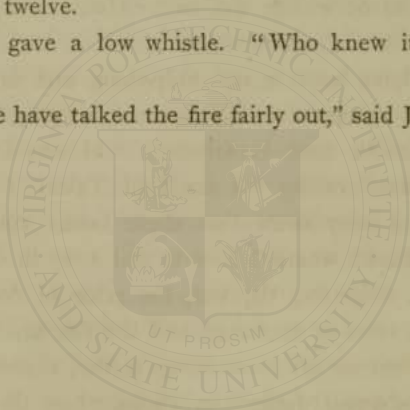 twelve.
gave a low whistle. “Who knew i
e have talked the fire fairly out,” said J
VIRGINIA POLYTECHNIC INSTITUTE
AND STATE UNIVERSITY
UT PROSIM